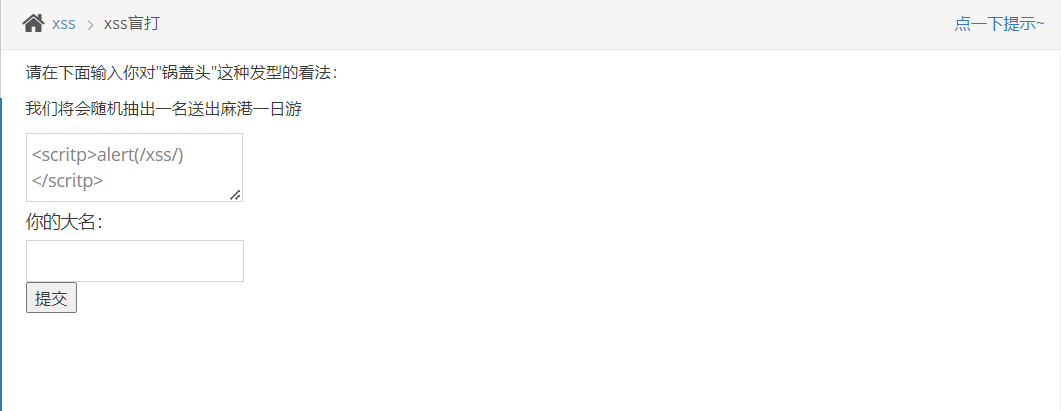 xss > xss盲打 点一下提示~
请在下面输入你对"锅盖头"这种发型的看法：
我们将会随机抽出一名送出麻港一日游
<scritp>alert(/xss/)
</scritp>
你的大名：
提交